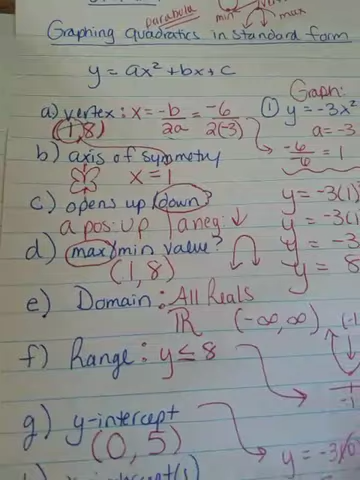 parabola
min
max
Graphing quadratics in standard form
y = ax² + bx + c
Graph:
a) vertex : x = -b/2a = -6/2(-3)
(1,8)
① y = -3x²
a = -3
-6/-6 = 1
b) axis of symmetry
x = 1
c) opens up/down?
a pos: up a neg: ↓
y = -3(1)
y = -3(1)
d) max/min value?
(1, 8)
y = -3
y = 8
e) Domain : All Reals
ℝ (-∞, ∞)
f) Range : y ≤ 8
-1
g) y-intercept
(0, 5)
y = -3(0)